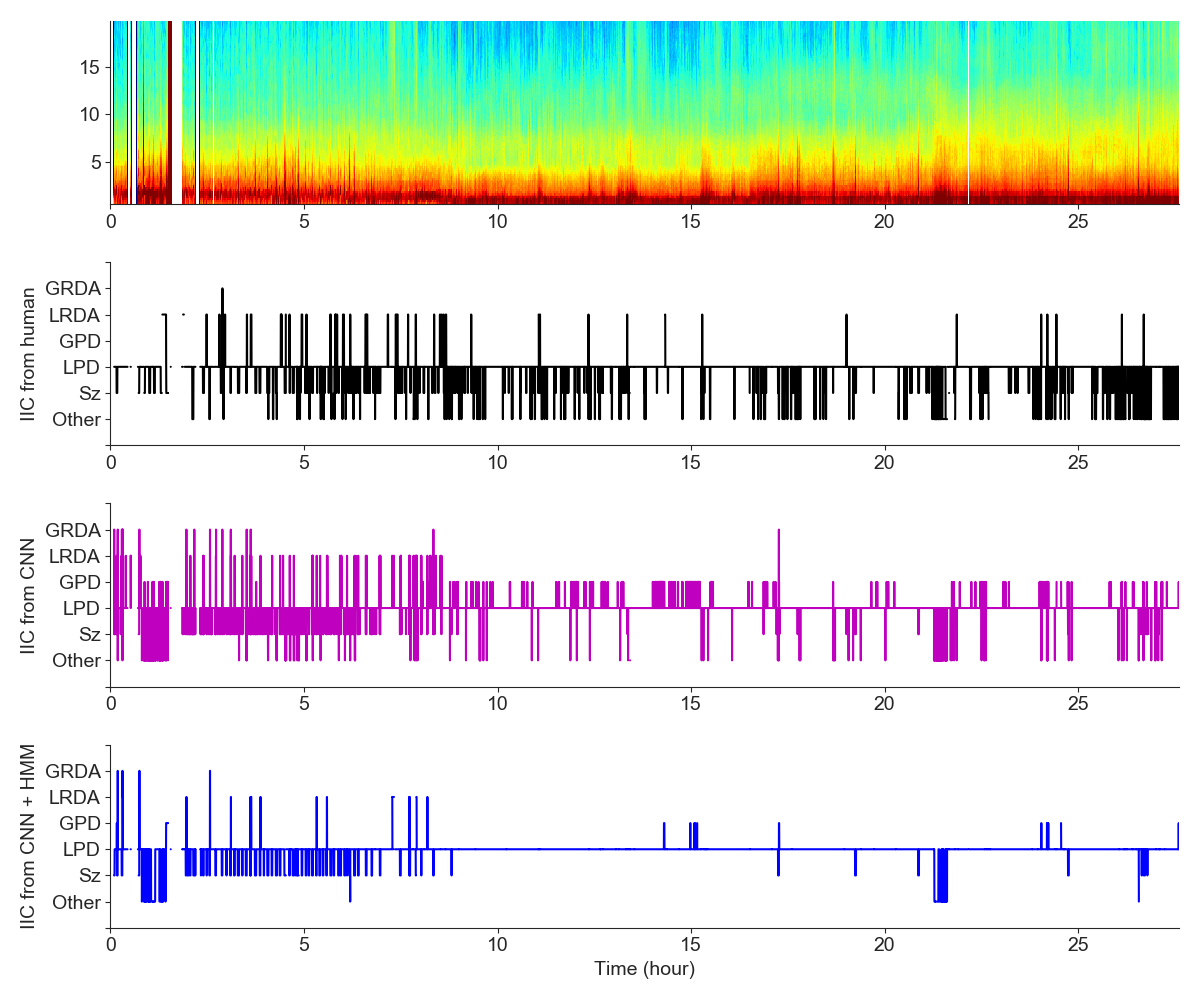 15
10
5
0 5 10 15 20 25
IIC from human
GRDA
LRDA
GPD
LPD
Sz
Other
0 5 10 15 20 25
IIC from CNN
GRDA
LRDA
GPD
LPD
Sz
Other
0 5 10 15 20 25
IIC from CNN + HMM
GRDA
LRDA
GPD
LPD
Sz
Other
0 5 10 15 20 25
Time (hour)